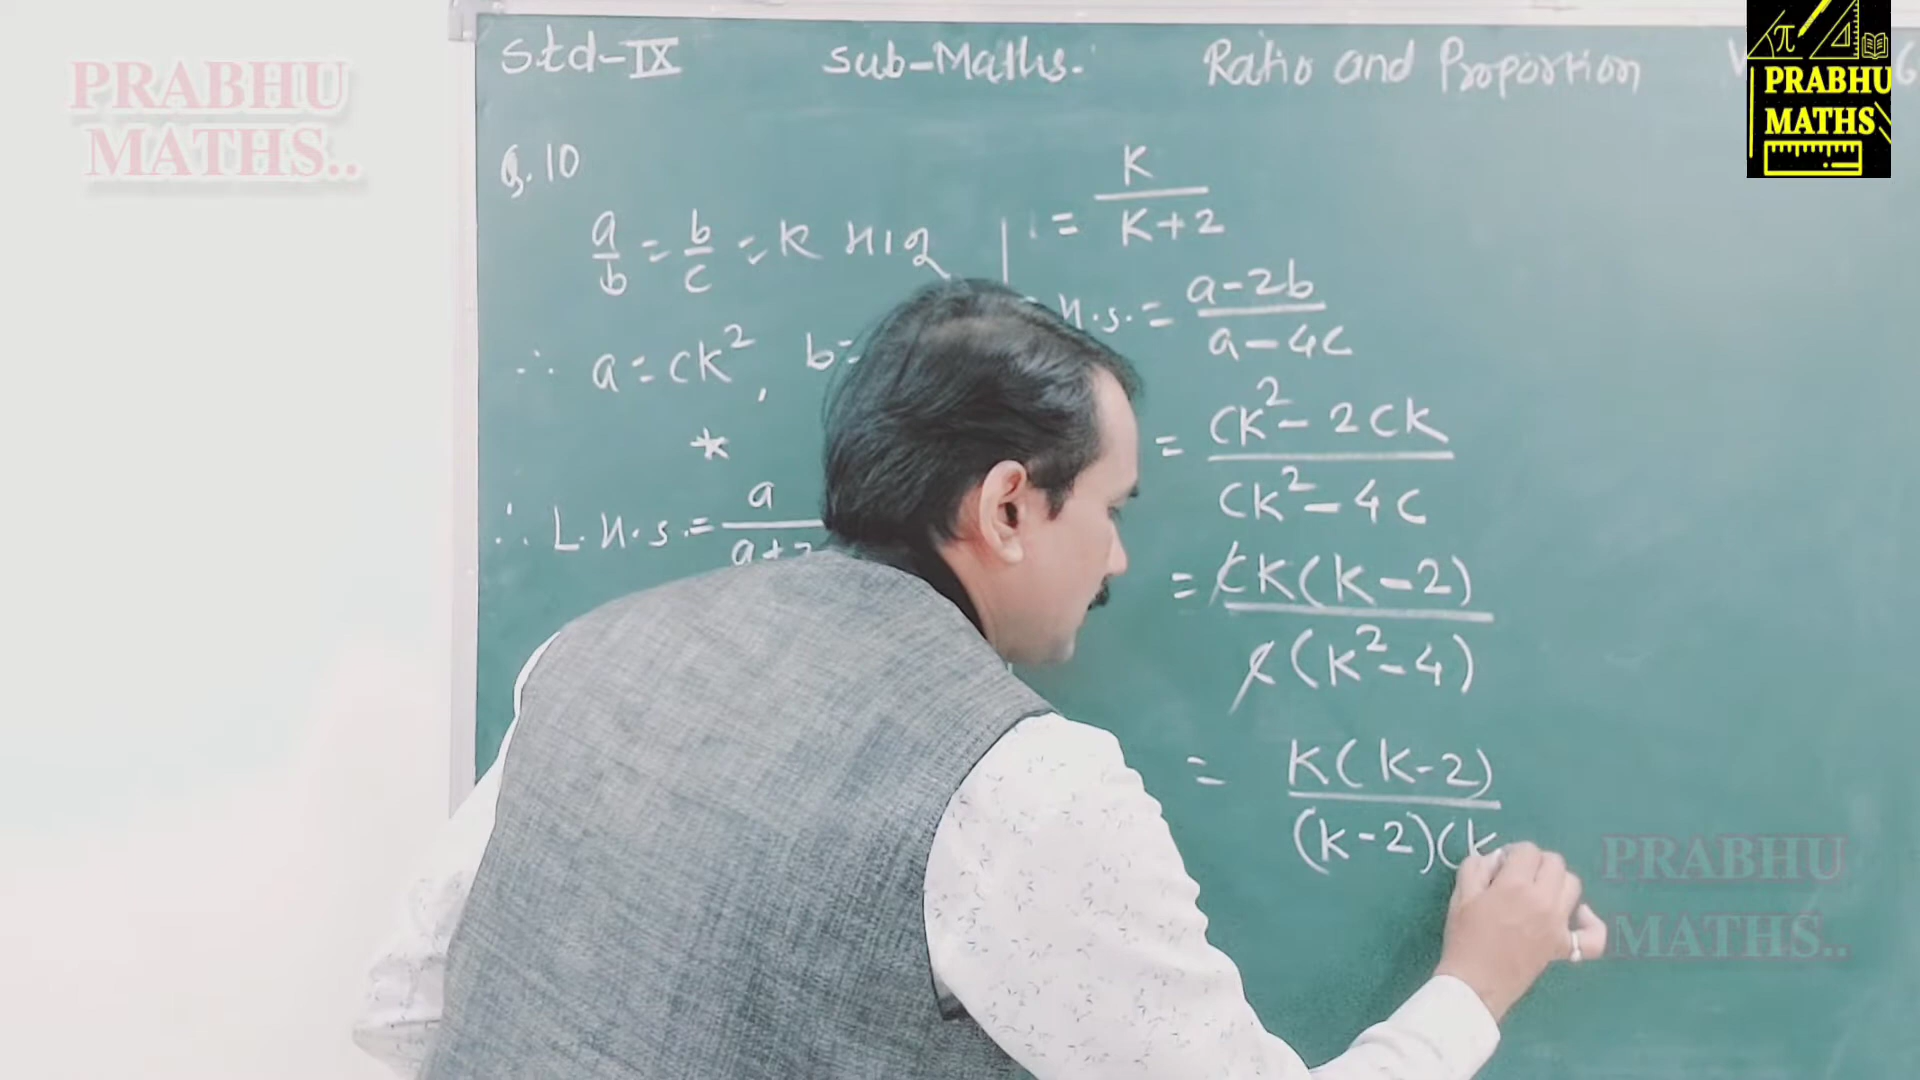 PRABHU
MATHS..
Std-IX Sub-Maths. Ratio and Proportion
PRABHU
MATHS
Q.10
a/b = b/c = K
∴ a = CK², b =
*
∴ L.H.S. = a / a+2
= K / K+2
H.S. = a-2b / a-4c
= CK² - 2CK / CK² - 4C
= CK(K-2) / C(K²-4)
= K(K-2) / (K-2)(K
PRABHU
MATHS..